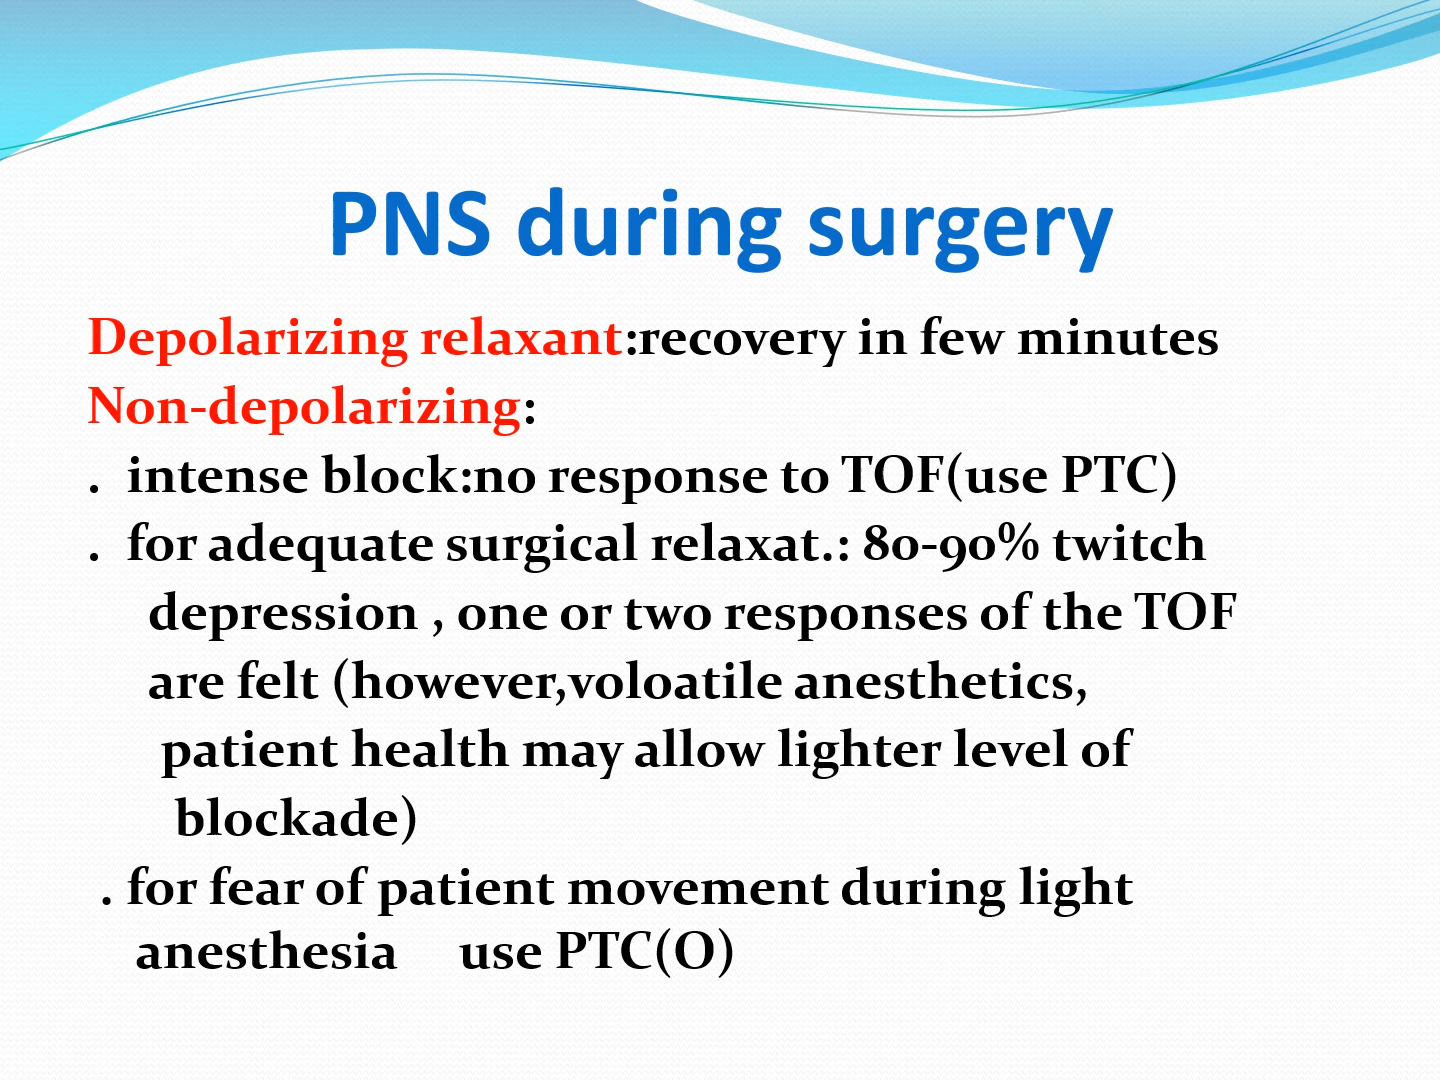 PNS during surgery
Depolarizing relaxant:recovery in few minutes
Non-depolarizing:
. intense block:no response to TOF(use PTC)
. for adequate surgical relaxat.: 80-90% twitch
depression , one or two responses of the TOF
are felt (however,voloatile anesthetics,
patient health may allow lighter level of
blockade)
. for fear of patient movement during light
anesthesia use PTC(O)